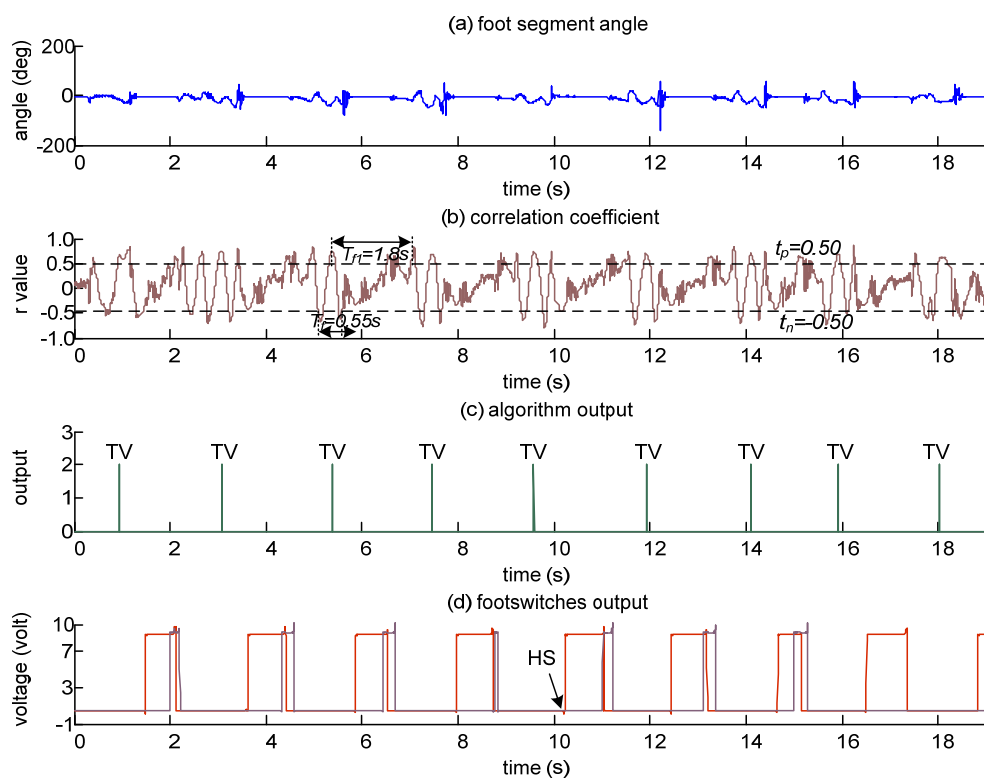 (a) foot segment angle
angle (deg)
200
0
-200
0 2 4 6 8 10 12 14 16 18
time (s)
(b) correlation coefficient
r value
1.0
0.5
0
-0.5
-1.0
Tr1=1.8s
tp=0.50
Tf=0.55s
tn=-0.50
0 2 4 6 8 10 12 14 16 18
time (s)
(c) algorithm output
output
3
2
1
0
TV TV TV TV TV TV TV TV TV
0 2 4 6 8 10 12 14 16 18
time (s)
(d) footswitches output
voltage (volt)
10
7
3
-1
HS
0 2 4 6 8 10 12 14 16 18
time (s)